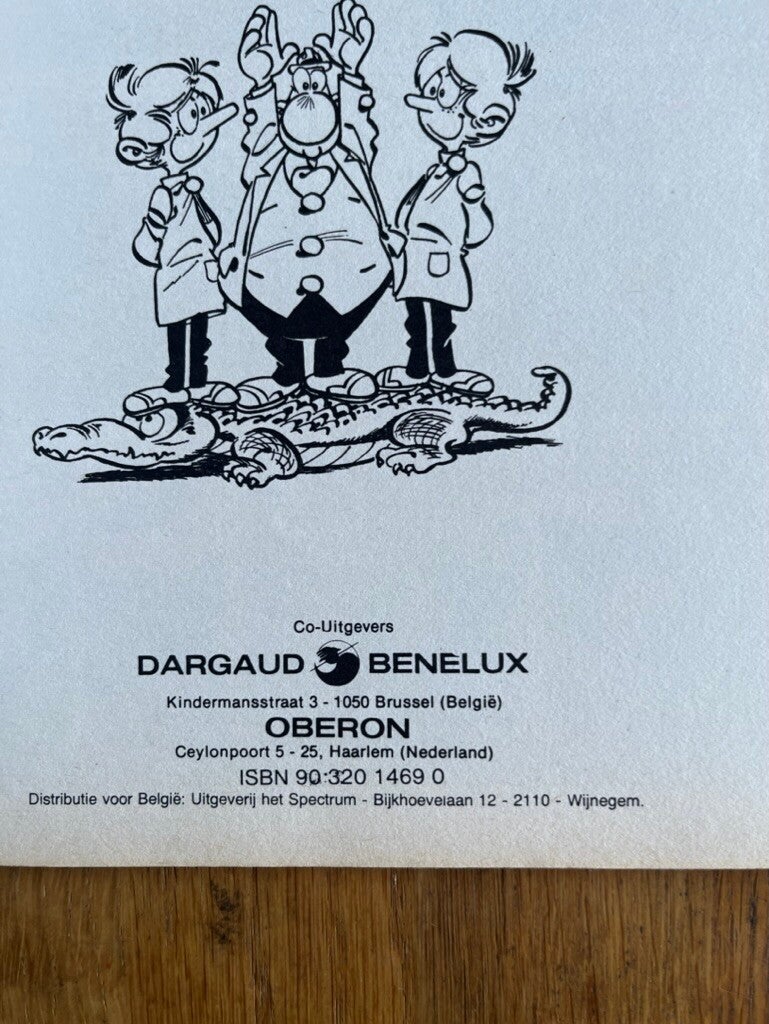 Co-Uitgevers
DARGAUD BENELUX
Kindermansstraat 3 - 1050 Brussel (België)
OBERON
Ceylonpoort 5 - 25, Haarlem (Nederland)
ISBN 90 320 1469 0
Distributie voor België: Uitgeverij het Spectrum - Bijkhoevelaan 12 - 2110 - Wijnegem.